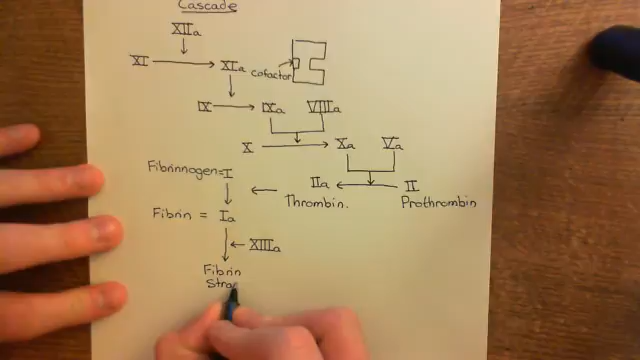 Cascade
XIIa
XI XIa cofactor
IX IXa VIIIa
X Xa Va
Fibrinnogen = I
IIa II
Thrombin. Prothrombin
Fibrin = Ia
XIIIa
Fibrin